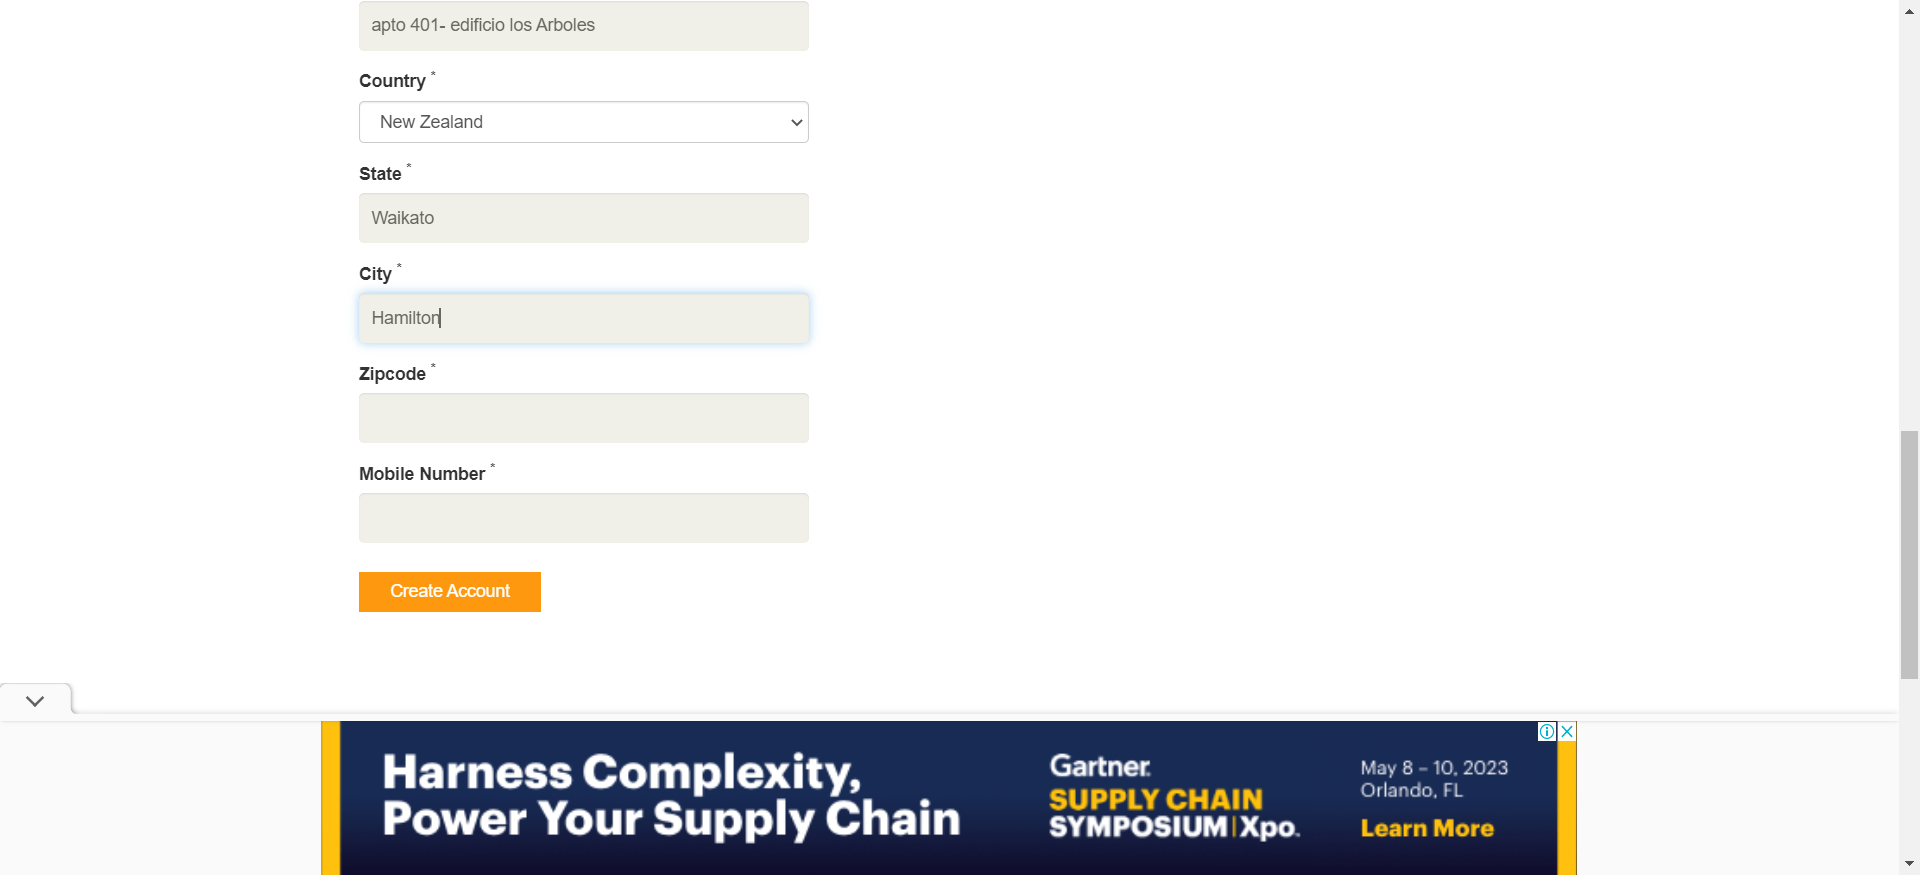 apto 401- edificio los Arboles
Country *
New Zealand
State *
Waikato
City *
Hamilton
Zipcode *
Mobile Number *
Create Account
Harness Complexity,
Power Your Supply Chain
Gartner
SUPPLY CHAIN
SYMPOSIUM | Xpo.
May 8 – 10, 2023
Orlando, FL
Learn More